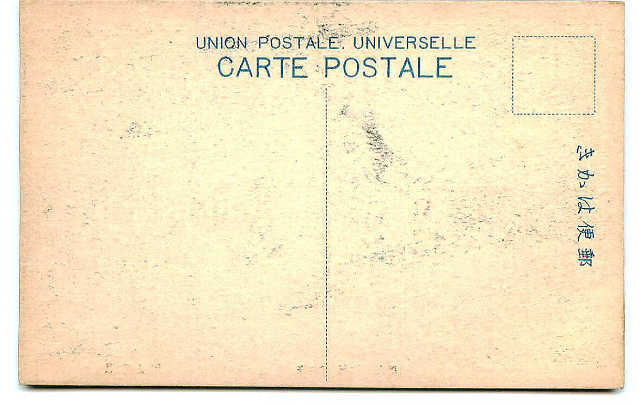 UNION POSTALE. UNIVERSELLE
CARTE POSTALE
郵便はかき